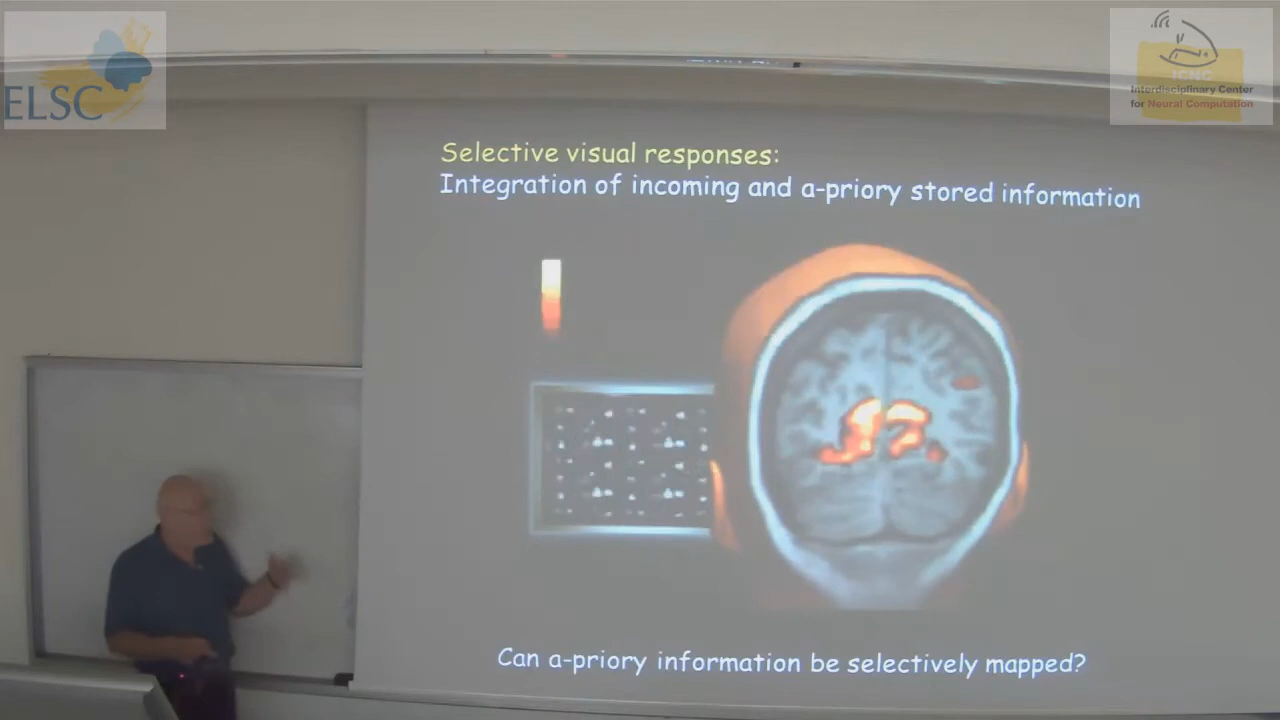 ELSC
ICNC
Interdisciplinary Center
for Neural Computation
Selective visual responses:
Integration of incoming and a-priory stored information
Can a-priory information be selectively mapped?